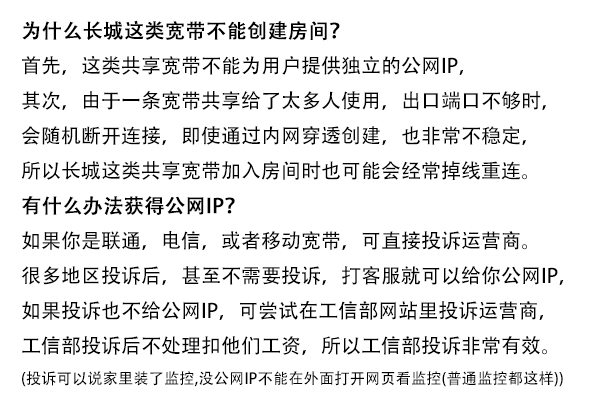 为什么长城这类宽带不能创建房间？
首先，这类共享宽带不能为用户提供独立的公网IP，
其次，由于一条宽带共享给了太多人使用，出口端口不够时，
会随机断开连接，即使通过内网穿透创建，也非常不稳定，
所以长城这类共享宽带加入房间时也可能会经常掉线重连。
有什么办法获得公网IP？
如果你是联通，电信，或者移动宽带，可直接投诉运营商。
很多地区投诉后，甚至不需要投诉，打客服就可以给你公网IP，
如果投诉也不给公网IP，可尝试在工信部网站里投诉运营商，
工信部投诉后不处理扣他们工资，所以工信部投诉非常有效。
(投诉可以说家里装了监控,没公网IP不能在外面打开网页看监控(普通监控都这样))